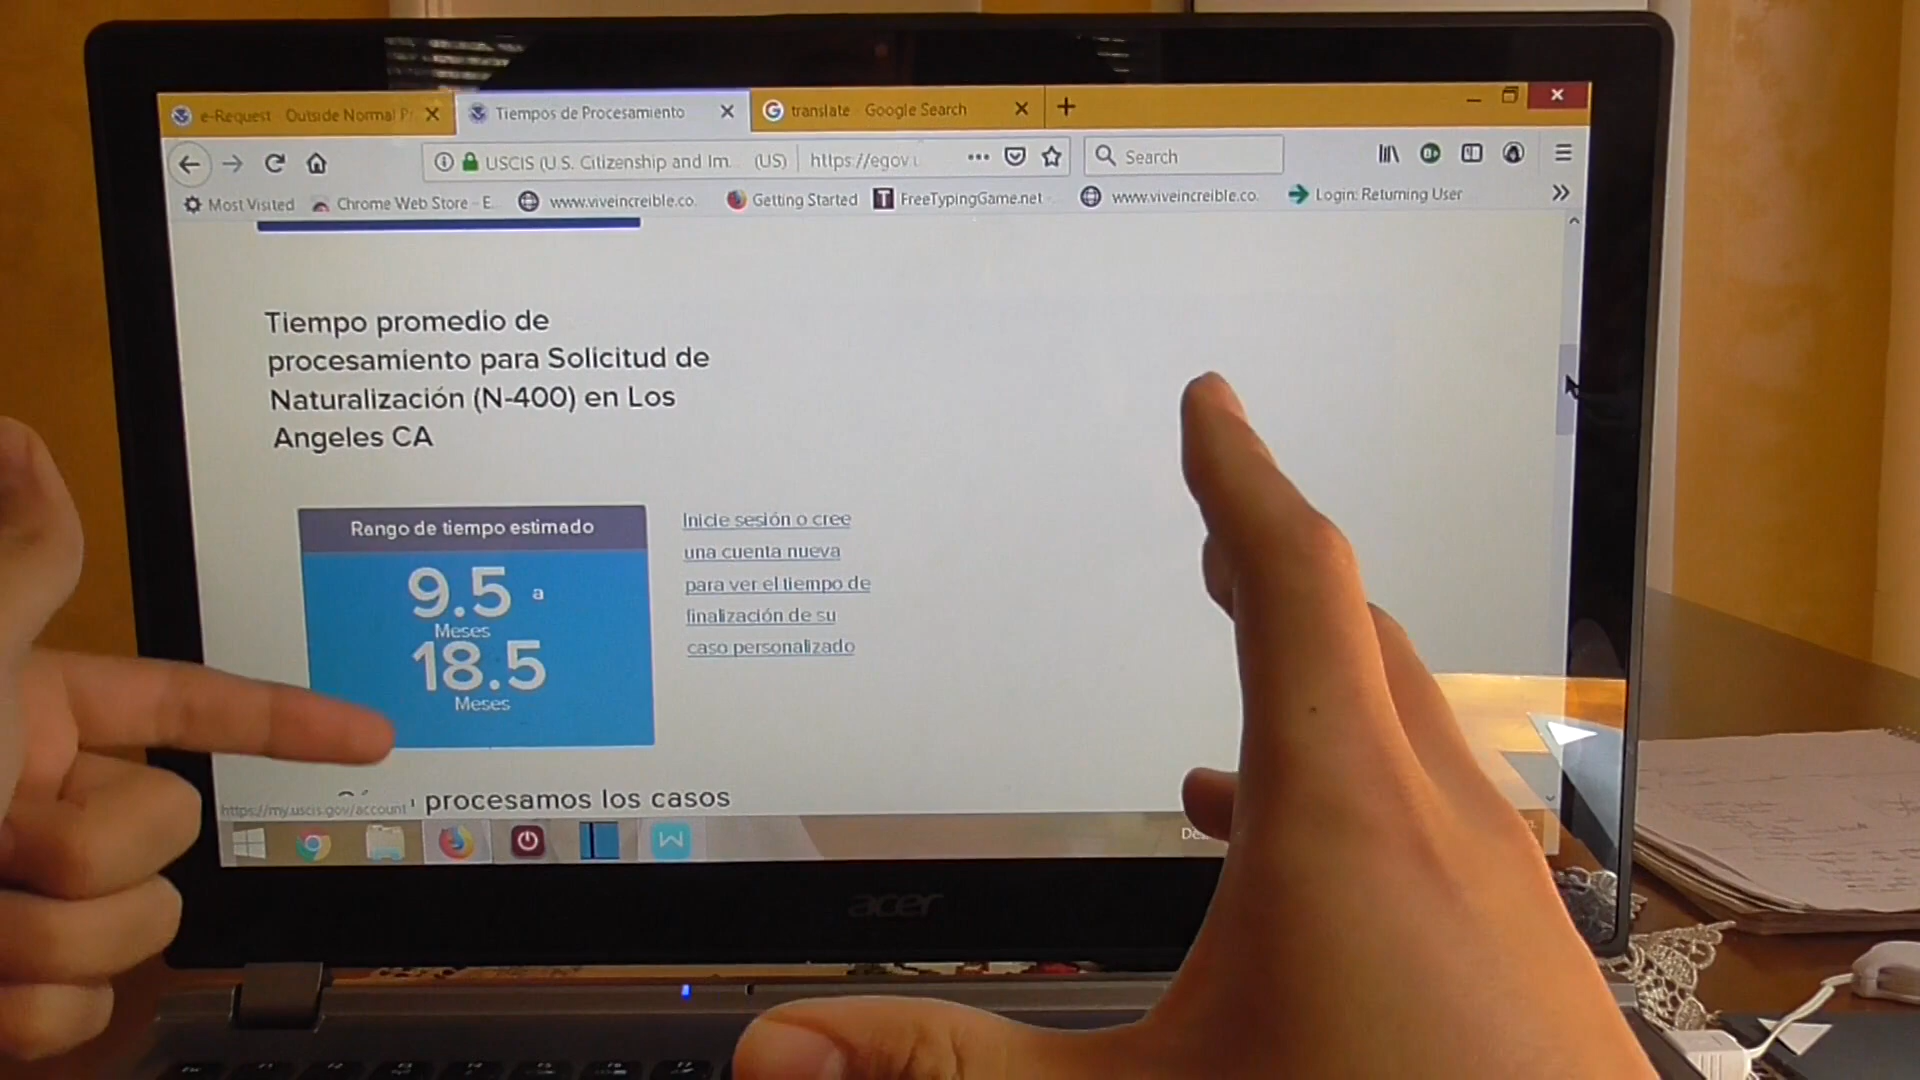 e-Request - Outside Normal Pr
Tiempos de Procesamiento
translate - Google Search
USCIS (U.S. Citizenship and Im... (US)
https://egov.u
Search
Most Visited
Chrome Web Store - E...
www.viveincreible.co...
Getting Started
FreeTypingGame.net -
www.viveincreible.co...
Login: Returning User
Tiempo promedio de
procesamiento para Solicitud de
Naturalización (N-400) en Los
Angeles CA
Rango de tiempo estimado
9.5 a
Meses
18.5
Meses
Inicie sesión o cree
una cuenta nueva
para ver el tiempo de
finalización de su
caso personalizado
procesamos los casos
https://my.uscis.gov/account
acer